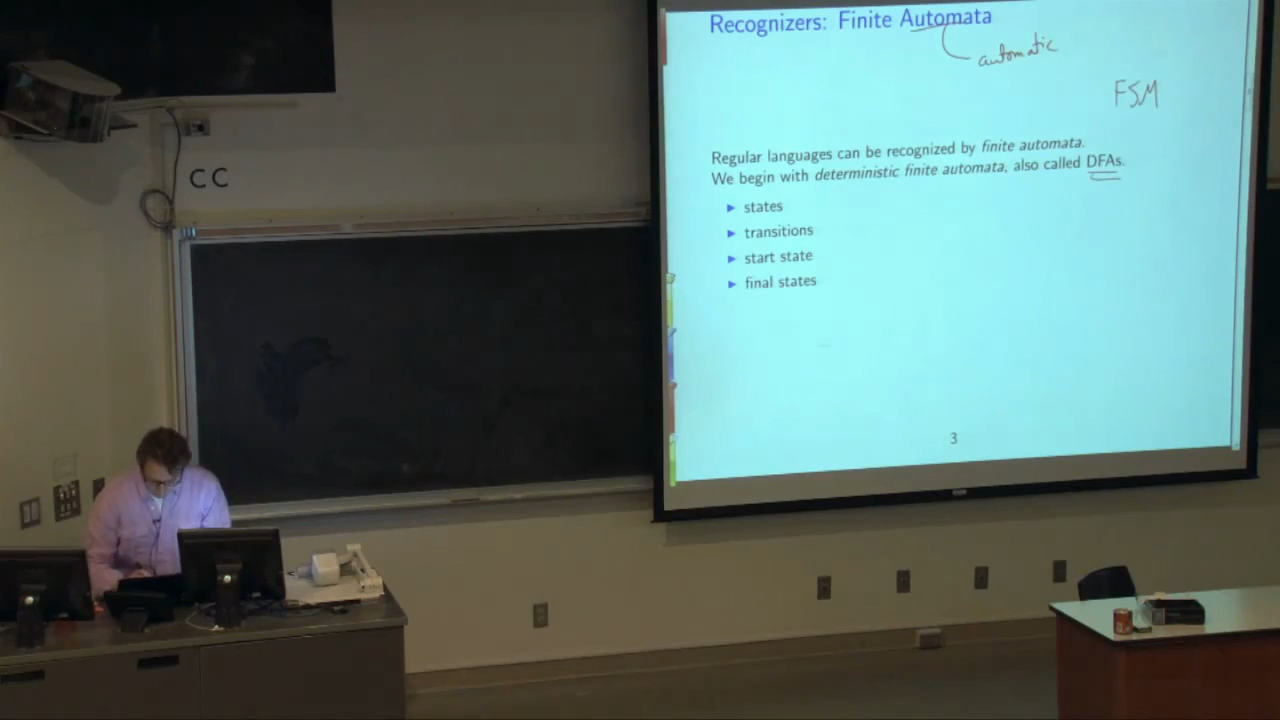 Recognizers: Finite Automata
automatic
FSM
Regular languages can be recognized by finite automata.
We begin with deterministic finite automata, also called DFAs.
▶ states
▶ transitions
▶ start state
▶ final states
3
CC